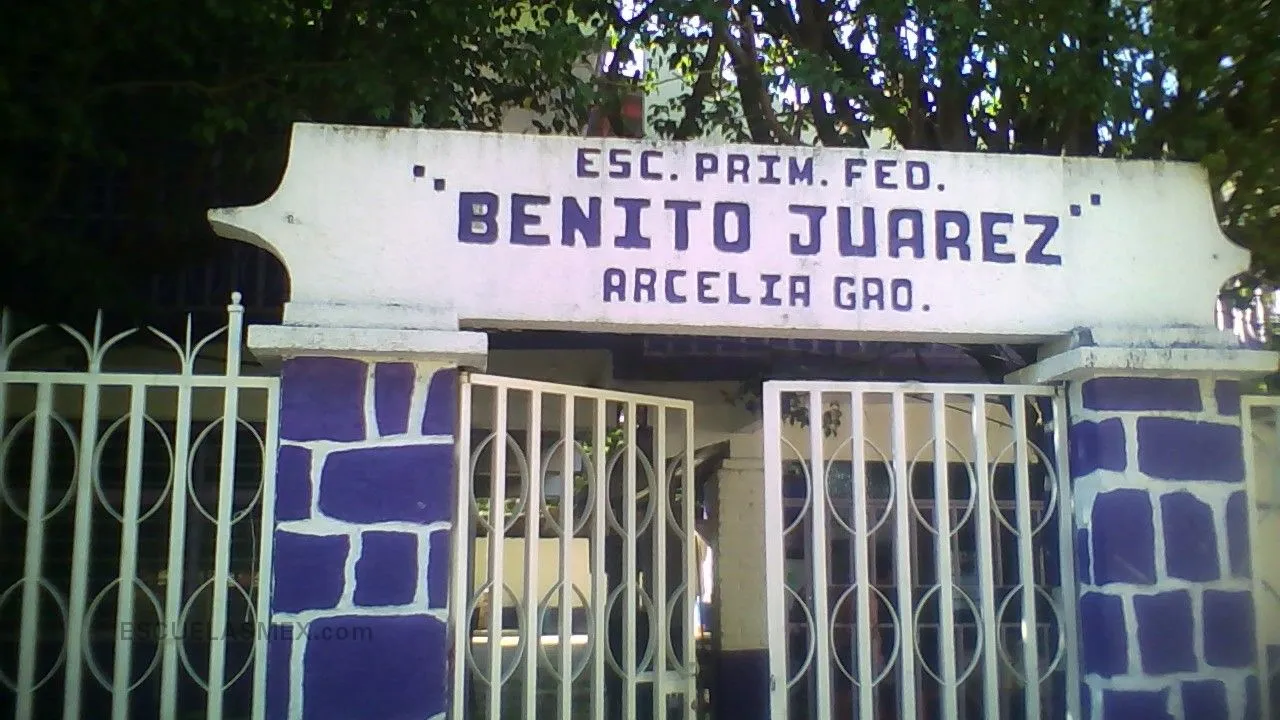 ESC. PRIM. FED.
"BENITO JUAREZ"
ARCELIA GRO.
ESCUELASMEX.com